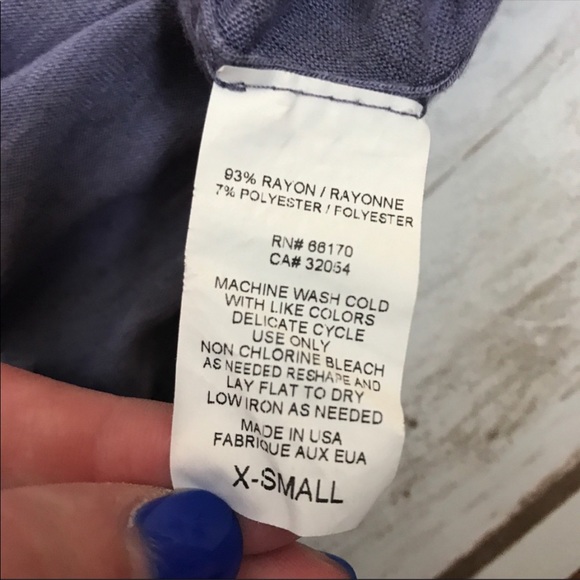 93% RAYON / RAYONNE
7% POLYESTER / FOLYESTER
RN# 66170
CA# 32054
MACHINE WASH COLD
WITH LIKE COLORS
DELICATE CYCLE
USE ONLY
NON CHLORINE BLEACH
AS NEEDED RESHAPE AND
LAY FLAT TO DRY
LOW IRON AS NEEDED
MADE IN USA
FABRIQUE AUX EUA
X-SMALL